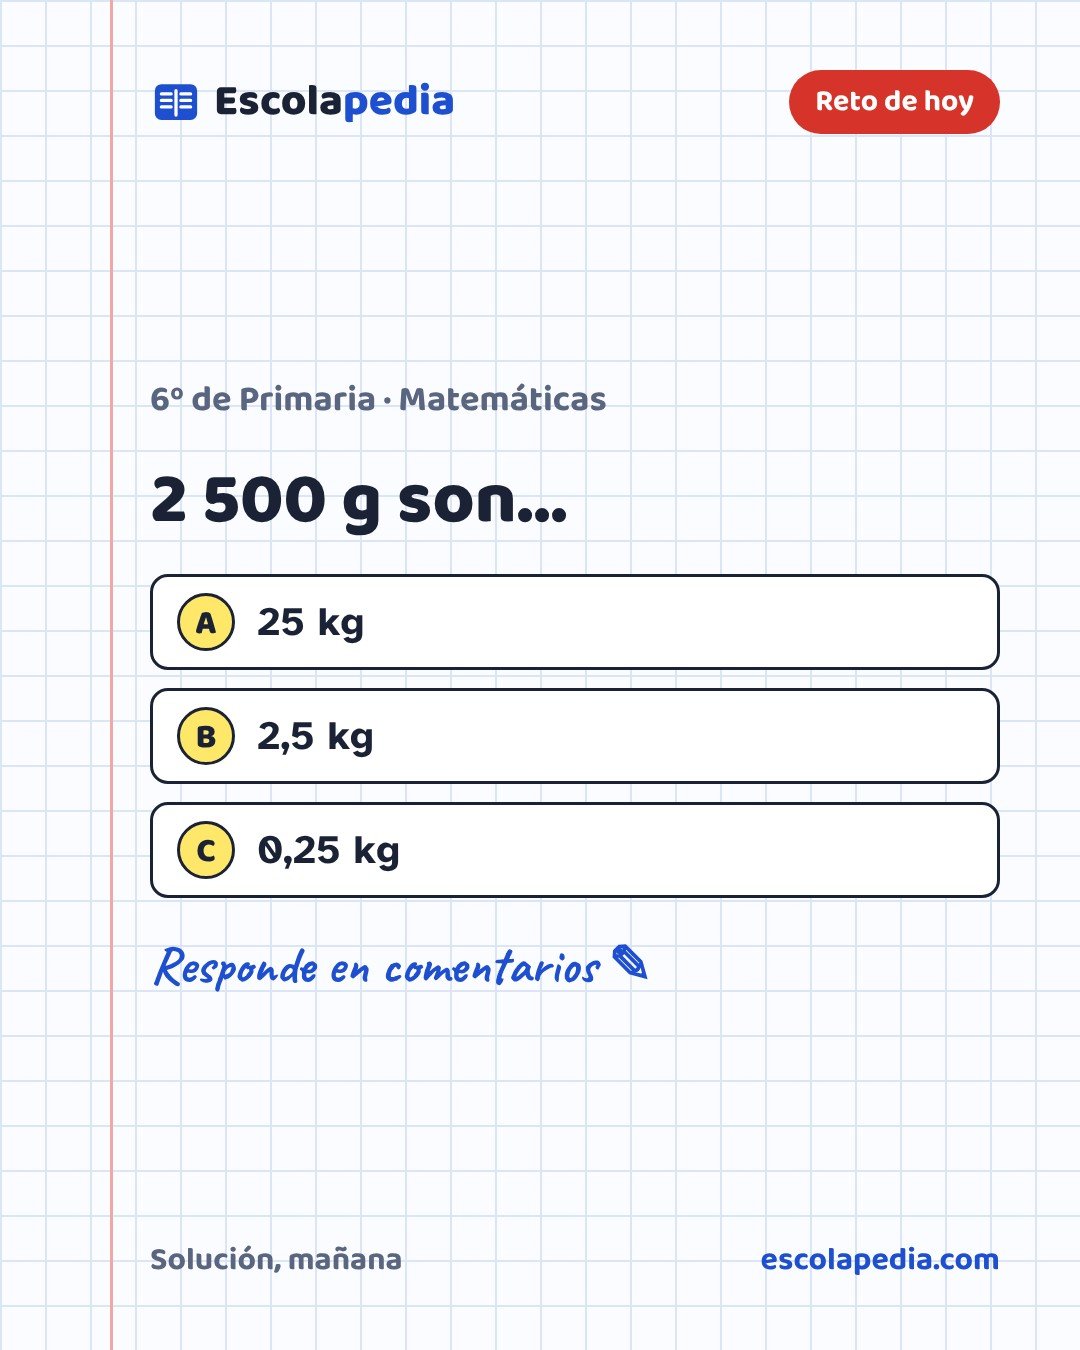 Escolapedia
Reto de hoy
6º de Primaria · Matemáticas
2 500 g son...
A 25 kg
B 2,5 kg
C 0,25 kg
Responde en comentarios ✎
Solución, mañana
escolapedia.com